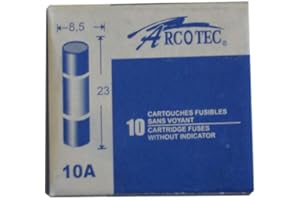 8,5
ARCOTEC®
23
10
CARTOUCHES FUSIBLES
SANS VOYANT
CARTRIDGE FUSES
WITHOUT INDICATOR
10A